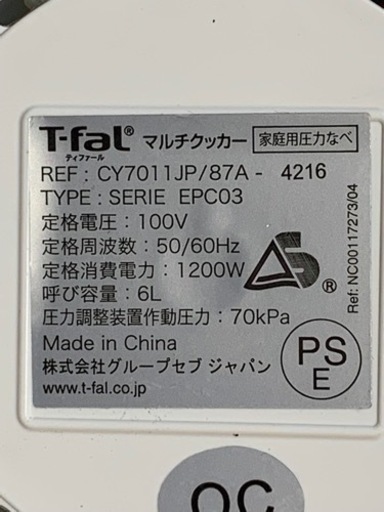 T-fal® マルチクッカー 家庭用圧力なべ
ティファール
REF : CY7011JP/87A - 4216
TYPE : SERIE EPC03
定格電圧 : 100V
定格周波数 : 50/60Hz
定格消費電力 : 1200W
呼び容量 : 6L
圧力調整装置作動圧力 : 70kPa
Made in China
株式会社グループセブ ジャパン
www.t-fal.co.jp
S ®
Ref: NC00117273/04
PS
E
QC